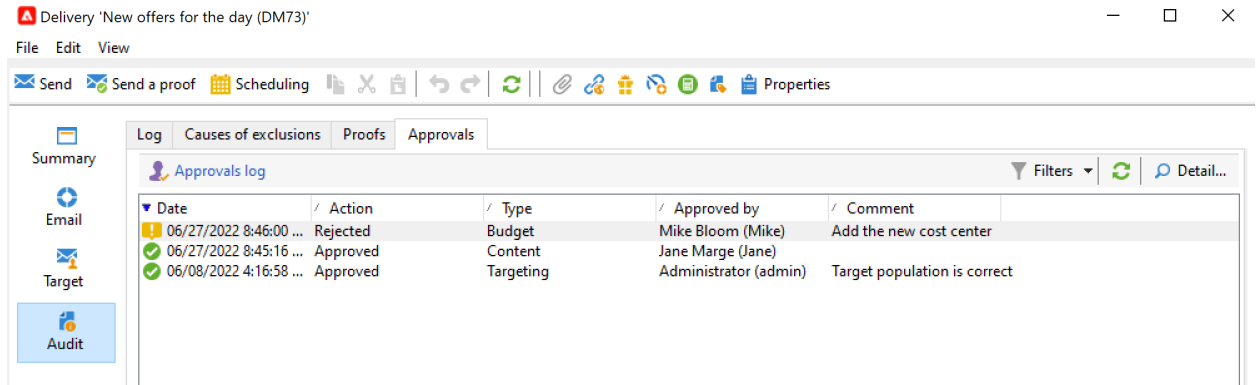 Delivery 'New offers for the day (DM73)'
File Edit View
Send Send a proof Scheduling Properties
Log Causes of exclusions Proofs Approvals
Summary
Approvals log Filters Detail...
Email
Date Action Type Approved by Comment
06/27/2022 8:46:00 ... Rejected Budget Mike Bloom (Mike) Add the new cost center
06/27/2022 8:45:16 ... Approved Content Jane Marge (Jane)
06/08/2022 4:16:58 ... Approved Targeting Administrator (admin) Target population is correct
Target
Audit